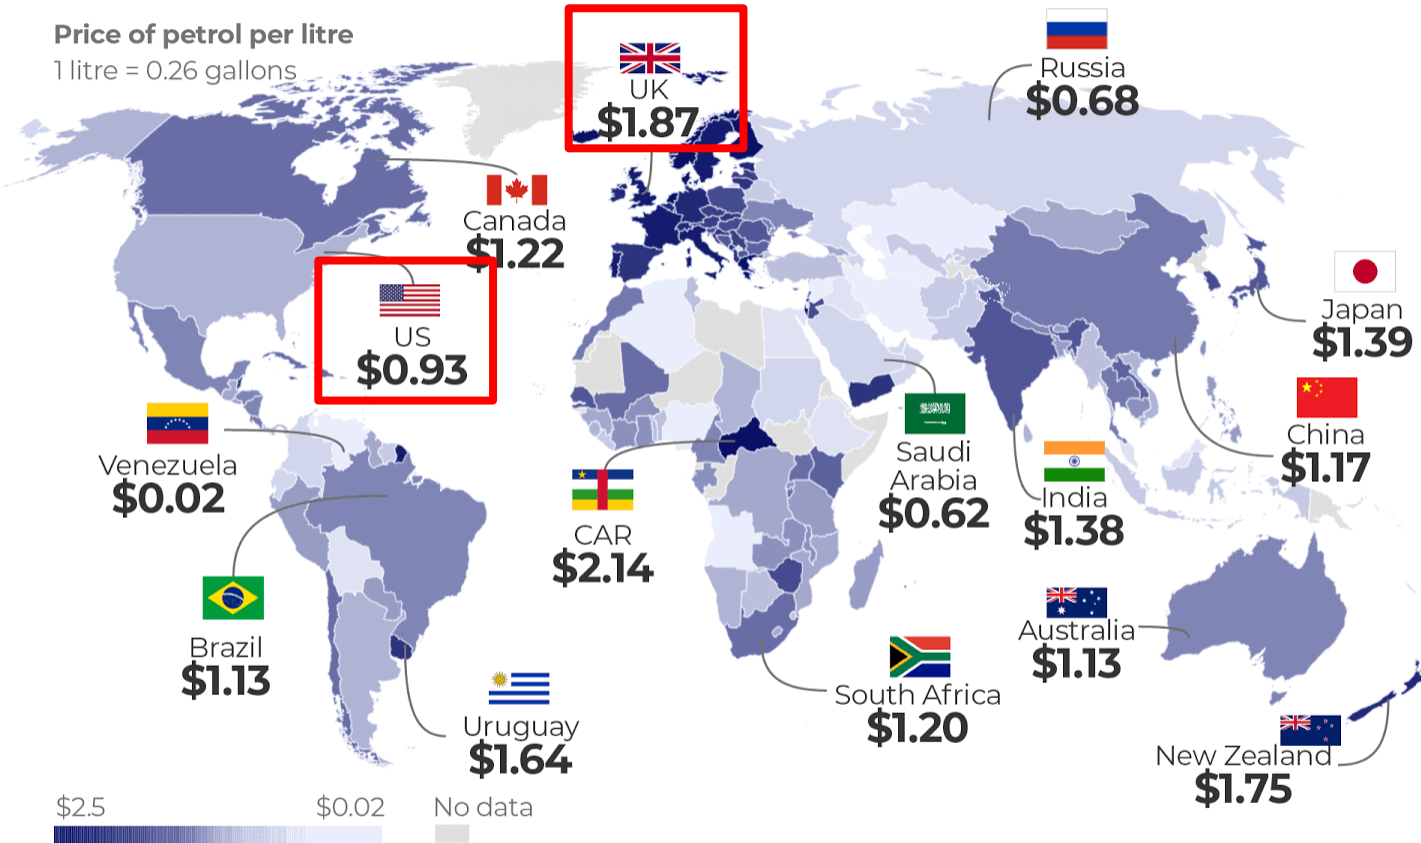 Price of petrol per litre
1 litre = 0.26 gallons
UK
$1.87
Russia
$0.68
Canada
$1.22
US
$0.93
Japan
$1.39
Venezuela
$0.02
CAR
$2.14
Saudi
Arabia
$0.62
India
$1.38
China
$1.17
Brazil
$1.13
Uruguay
$1.64
South Africa
$1.20
Australia
$1.13
New Zealand
$1.75
$2.5
$0.02
No data